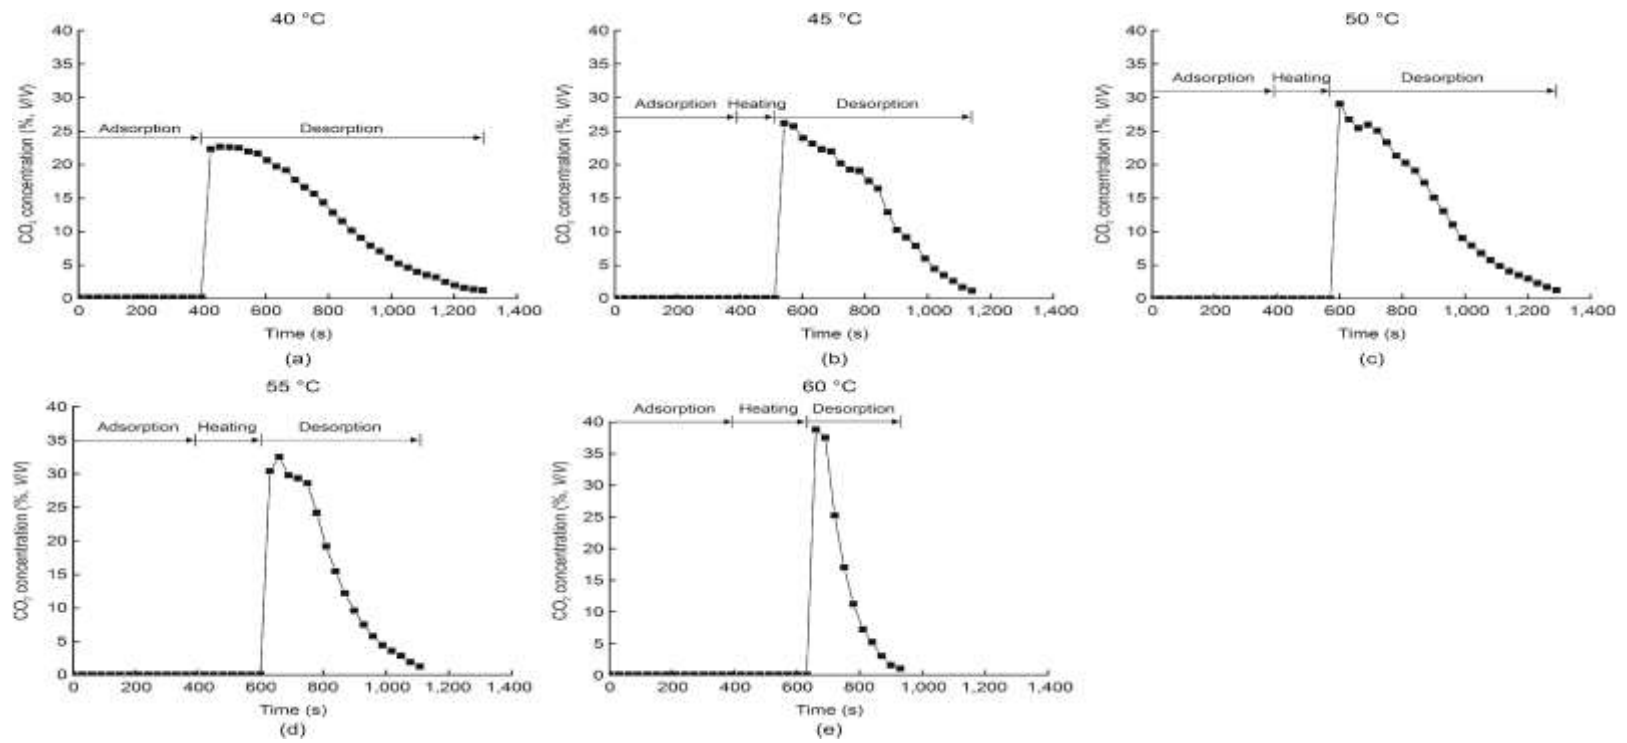 40 °C
40
35
30
25
20
15
10
5
0
CO₂ concentration (%, V/V)
Adsorption Desorption
0 200 400 600 800 1,000 1,200 1,400
Time (s)
(a)
45 °C
40
35
30
25
20
15
10
5
0
CO₂ concentration (%, V/V)
Adsorption Heating Desorption
0 200 400 600 800 1,000 1,200 1,400
Time (s)
(b)
50 °C
40
35
30
25
20
15
10
5
0
CO₂ concentration (%, V/V)
Adsorption Heating Desorption
0 200 400 600 800 1,000 1,200 1,400
Time (s)
(c)
55 °C
40
35
30
25
20
15
10
5
0
CO₂ concentration (%, V/V)
Adsorption Heating Desorption
0 200 400 600 800 1,000 1,200 1,400
Time (s)
(d)
60 °C
40
35
30
25
20
15
10
5
0
CO₂ concentration (%, V/V)
Adsorption Heating Desorption
0 200 400 600 800 1,000 1,200 1,400
Time (s)
(e)